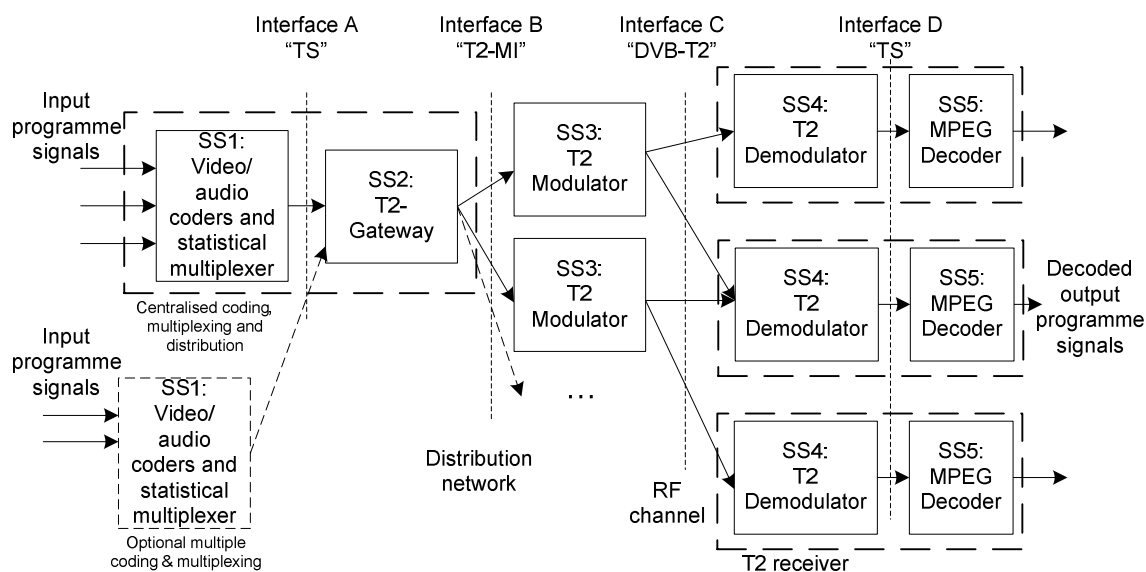 Interface A
“TS”
Interface B
“T2-MI”
Interface C
“DVB-T2”
Interface D
“TS”
Input
programme
signals
SS1:
Video/
audio
coders and
statistical
multiplexer
Centralised coding,
multiplexing and
distribution
SS2:
T2-
Gateway
SS3:
T2
Modulator
SS3:
T2
Modulator
...
SS4:
T2
Demodulator
SS5:
MPEG
Decoder
SS4:
T2
Demodulator
SS5:
MPEG
Decoder
Decoded
output
programme
signals
Input
programme
signals
SS1:
Video/
audio
coders and
statistical
multiplexer
Optional multiple
coding & multiplexing
Distribution
network
RF
channel
SS4:
T2
Demodulator
SS5:
MPEG
Decoder
T2 receiver